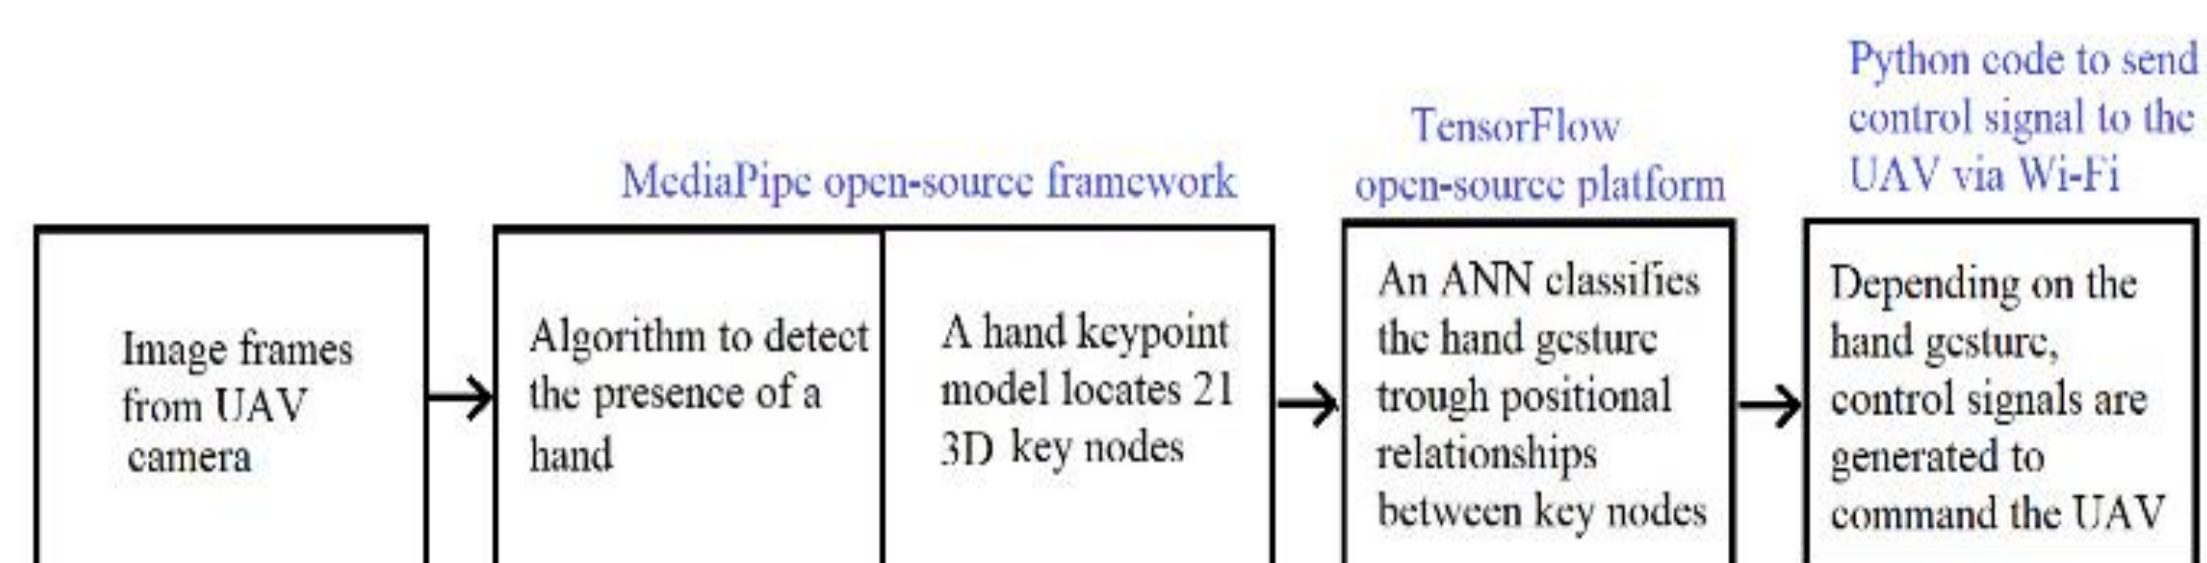 Python code to send
control signal to the
UAV via Wi-Fi
TensorFlow
open-source platform
MediaPipe open-source framework
Image frames
from UAV
camera
Algorithm to detect
the presence of a
hand
A hand keypoint
model locates 21
3D key nodes
An ANN classifies
the hand gesture
trough positional
relationships
between key nodes
Depending on the
hand gesture,
control signals are
generated to
command the UAV